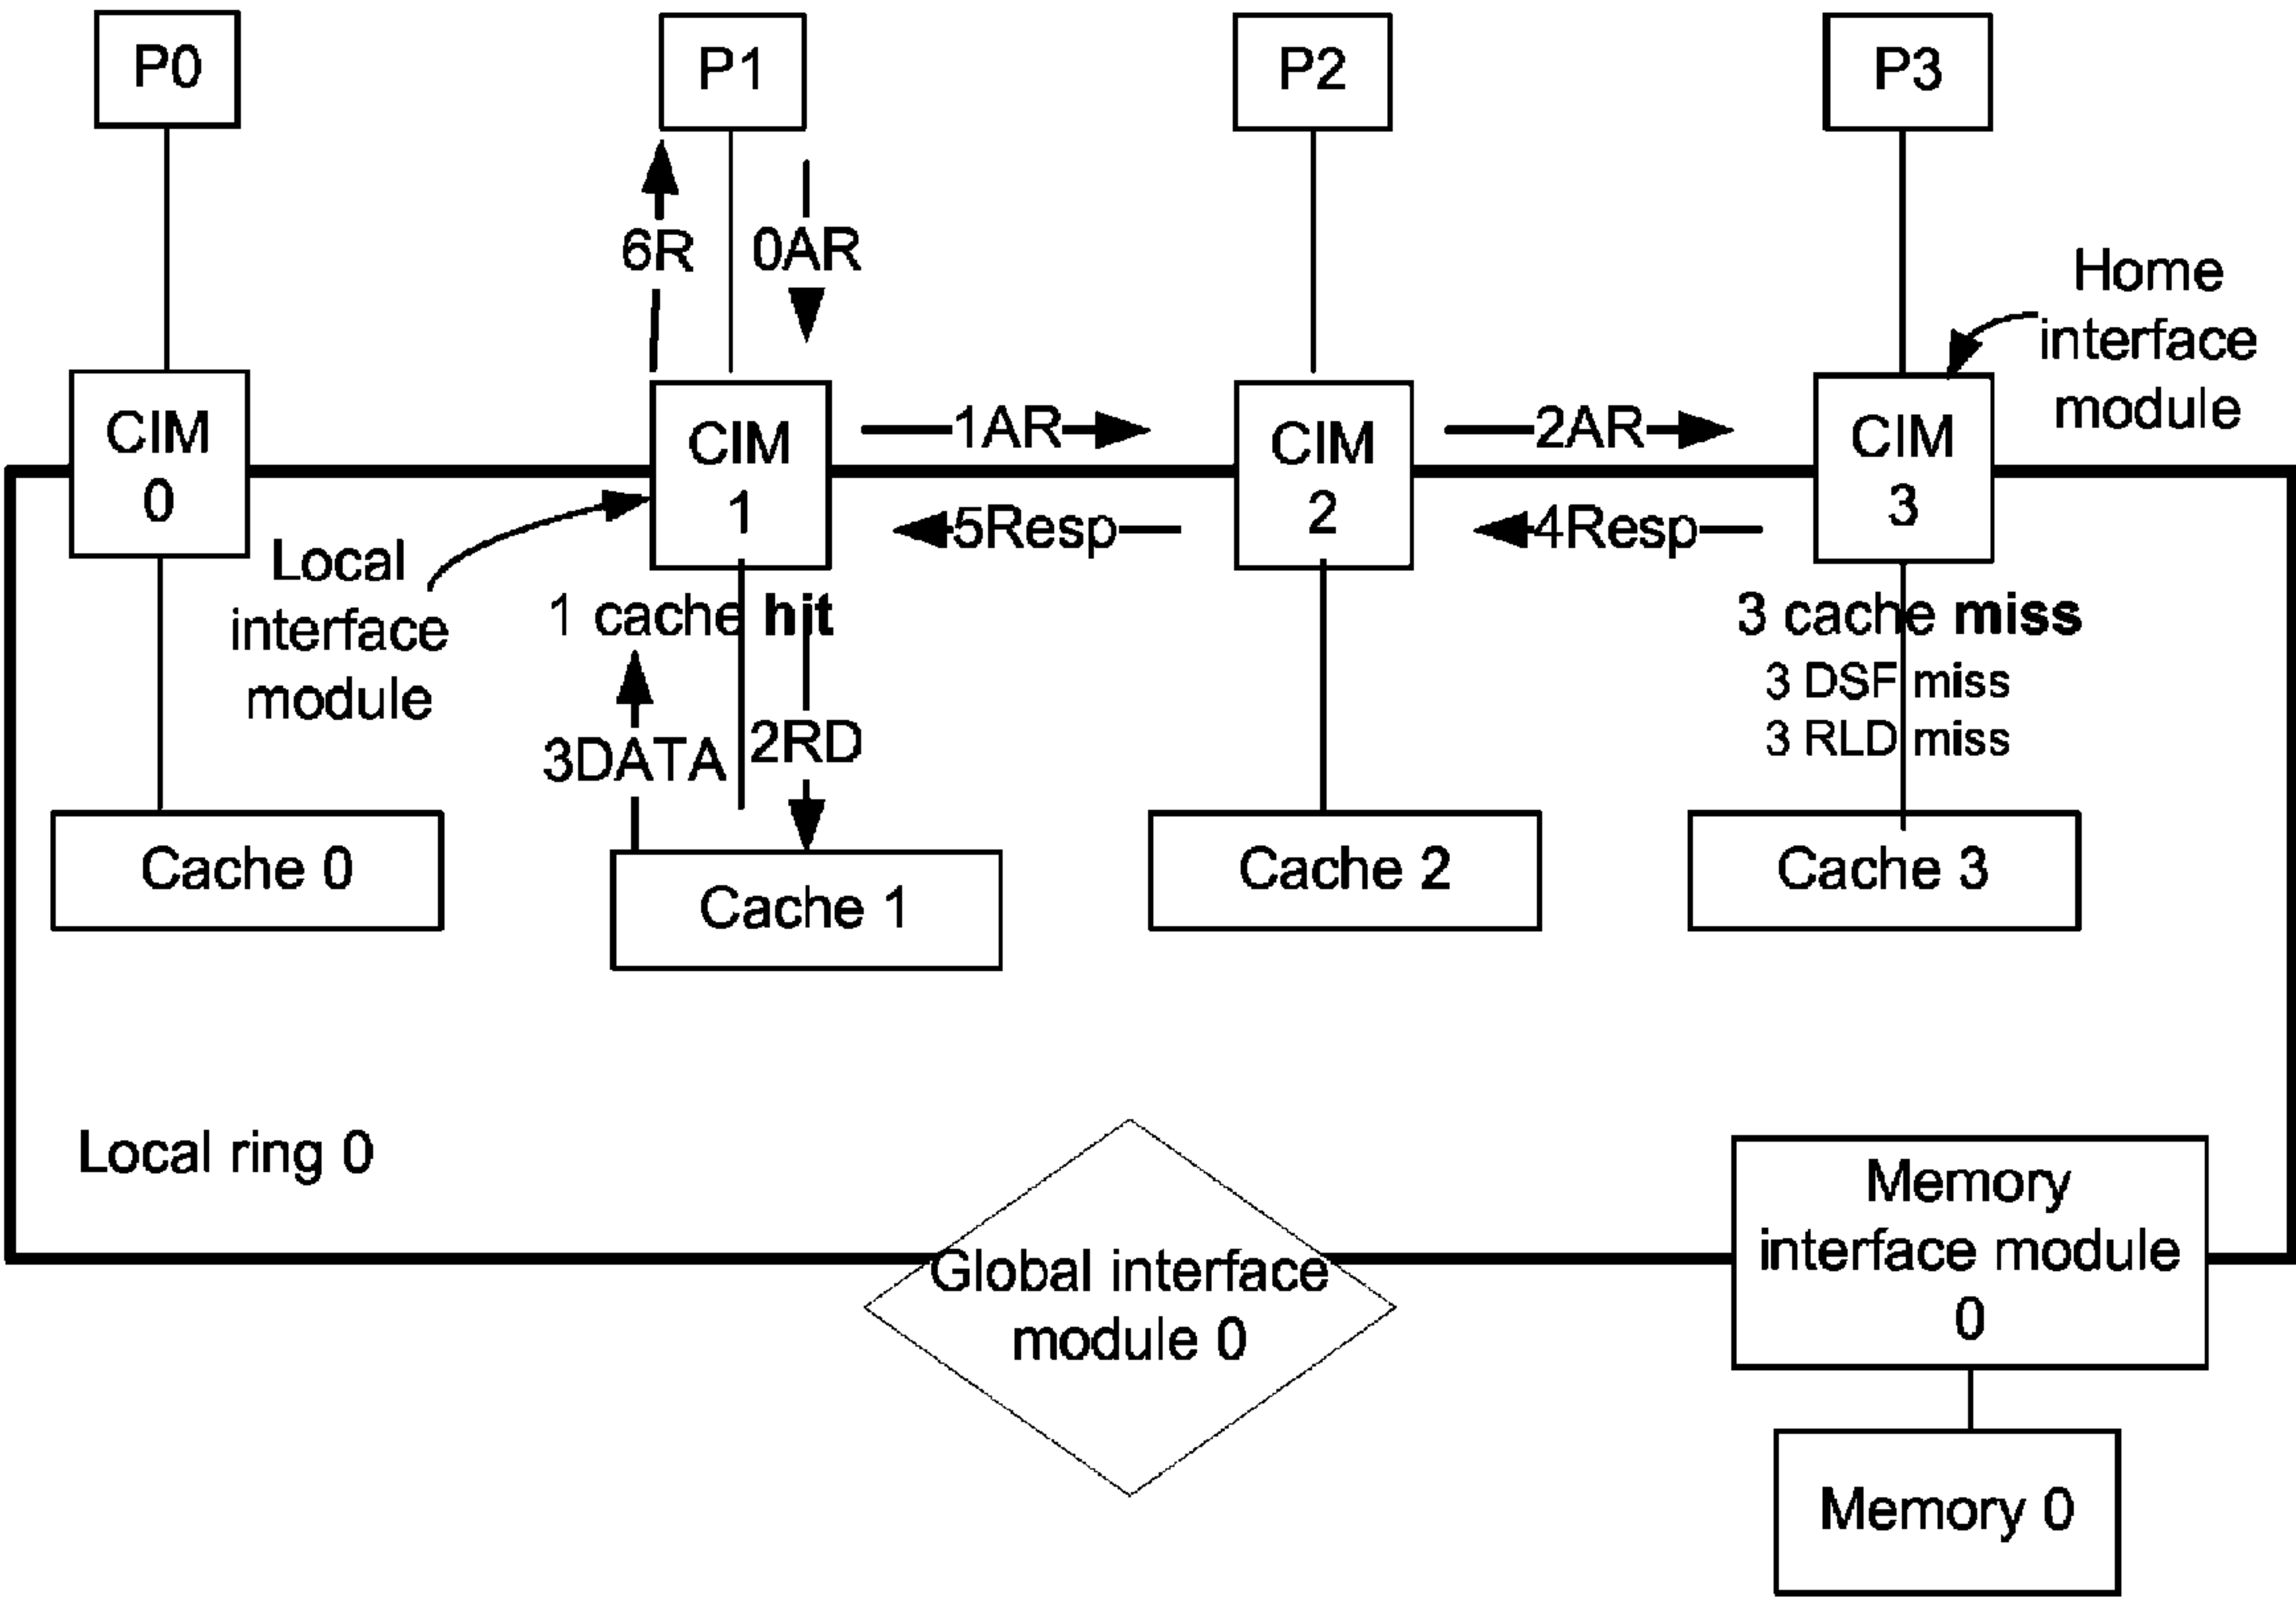 P0
P1
P2
P3
6R
0AR
Home
interface
module
CIM
0
CIM
1
1AR
CIM
2
2AR
CIM
3
5Resp
4Resp
Local
interface
module
1 cache hit
3 cache miss
3 DSF miss
3 RLD miss
3DATA
2RD
Cache 0
Cache 1
Cache 2
Cache 3
Local ring 0
Global interface
module 0
Memory
interface module
0
Memory 0